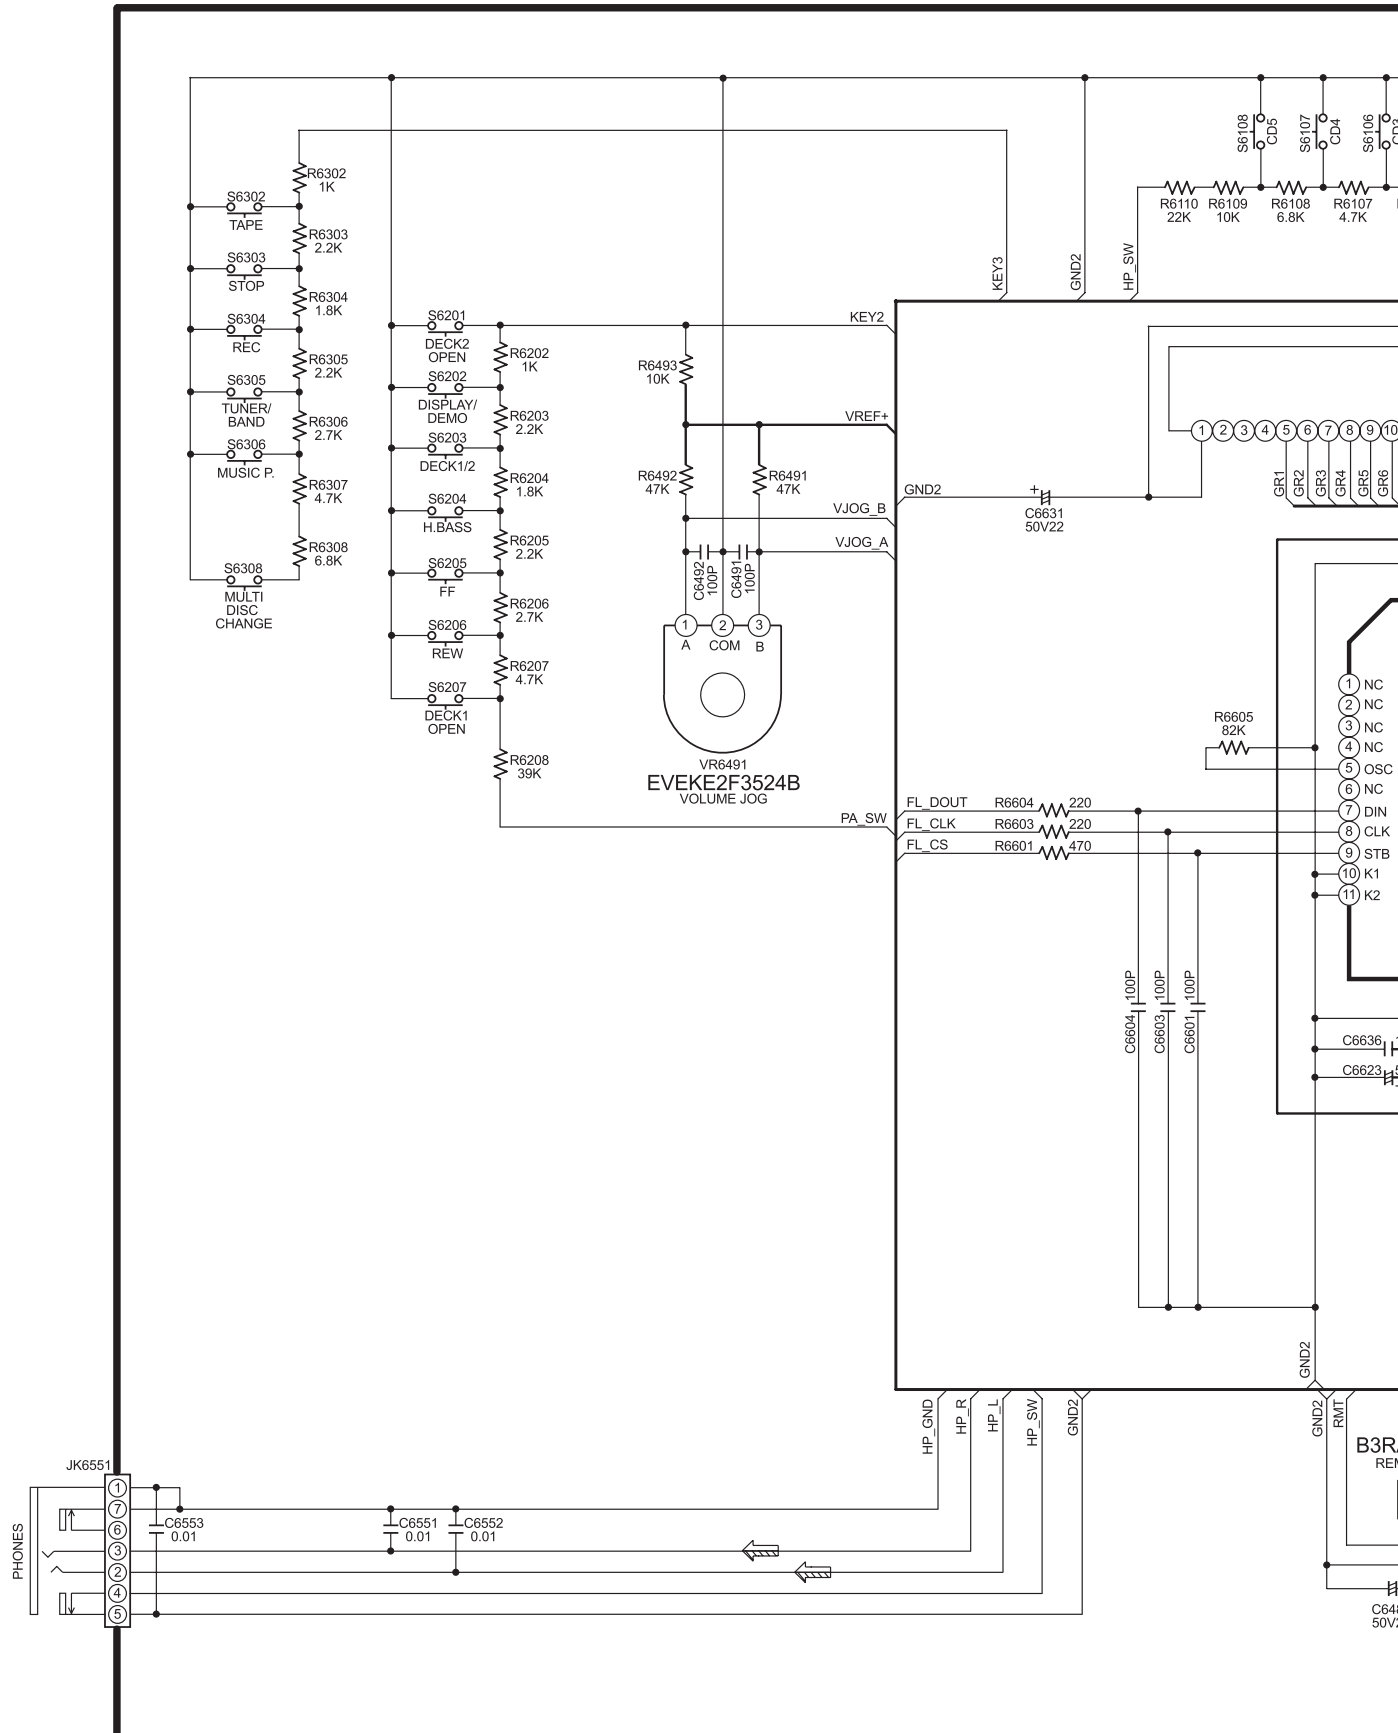 S6108
CD5
S6107
CD4
S6106
R6302
1K
S6302
TAPE
R6303
2.2K
S6303
STOP
R6304
1.8K
S6304
REC
R6305
2.2K
S6305
TUNER/
BAND
R6306
2.7K
S6306
MUSIC P.
R6307
4.7K
R6308
6.8K
S6308
MULTI
DISC
CHANGE
R6110
22K
R6109
10K
R6108
6.8K
R6107
4.7K
KEY3
GND2
HP_SW
S6201
DECK2
OPEN
R6202
1K
S6202
DISPLAY/
DEMO
R6203
2.2K
S6203
DECK1/2
R6204
1.8K
S6204
H.BASS
R6205
2.2K
S6205
FF
R6206
2.7K
S6206
REW
R6207
4.7K
S6207
DECK1
OPEN
R6208
39K
KEY2
R6493
10K
VREF+
R6492
47K
R6491
47K
VJOG_B
VJOG_A
C6492
100P
C6491
100P
1 2 3
A COM B
VR6491
EVEKE2F3524B
VOLUME JOG
PA_SW
GND2
+
C6631
50V22
1 2 3 4 5 6 7 8 9 10
GR1
GR2
GR3
GR4
GR5
GR6
R6605
82K
1 NC
2 NC
3 NC
4 NC
5 OSC
6 NC
7 DIN
8 CLK
9 STB
10 K1
11 K2
FL_DOUT R6604 220
FL_CLK R6603 220
FL_CS R6601 470
C6604 100P
C6603 100P
C6601 100P
C6636
C6623
GND2
HP_GND
HP_R
HP_L
HP_SW
GND2
GND2
RMT
JK6551
PHONES
1
7
6
3
2
4
5
C6553
0.01
C6551
0.01
C6552
0.01